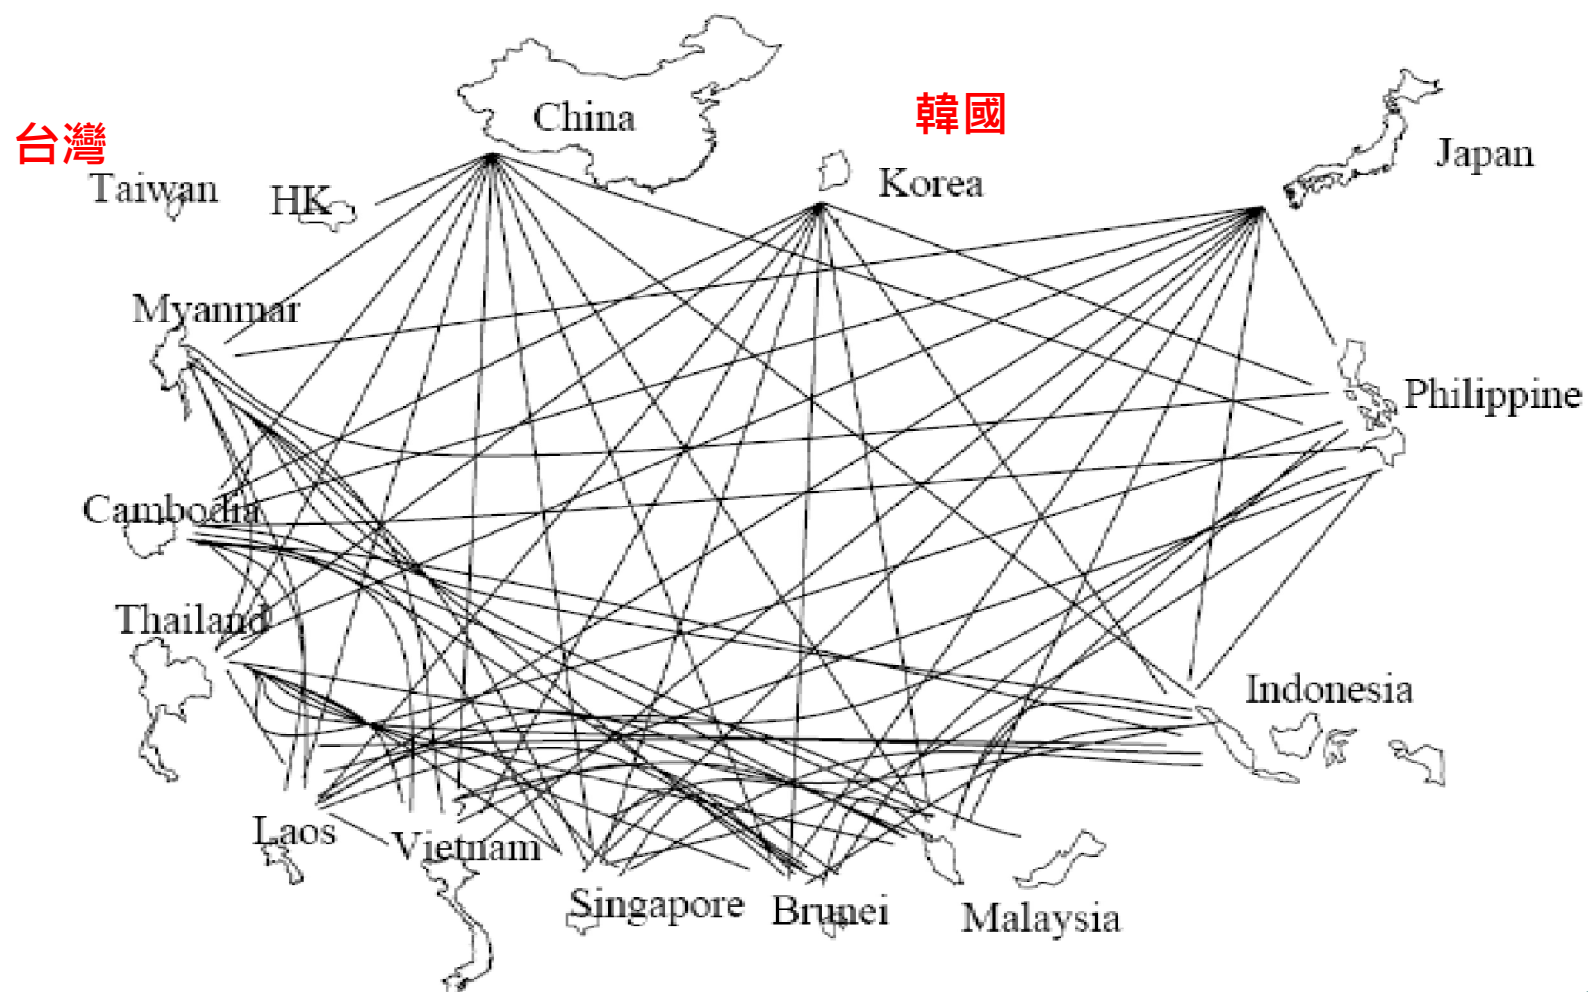 China
韓國
台灣
Japan
Taiwan
HK
Korea
Myanmar
Philippine
Cambodia
Thailand
Indonesia
Laos
Vietnam
Singapore
Brunei
Malaysia